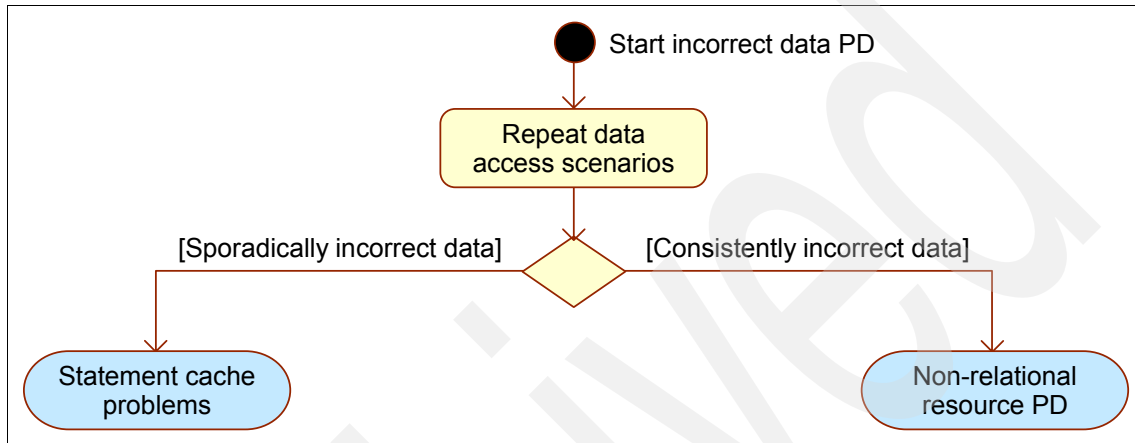 Start incorrect data PD
Repeat data
access scenarios
[Sporadically incorrect data]
[Consistently incorrect data]
Statement cache
problems
Non-relational
resource PD